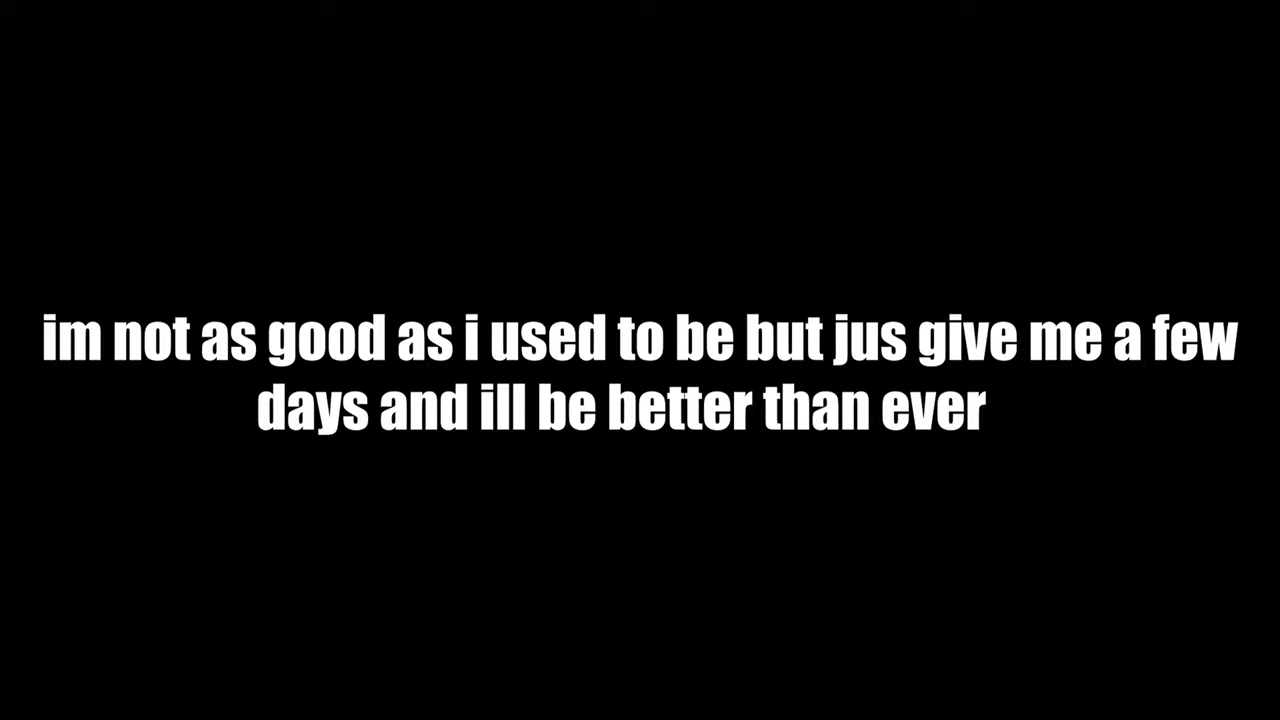 im not as good as i used to be but jus give me a few
days and ill be better than ever